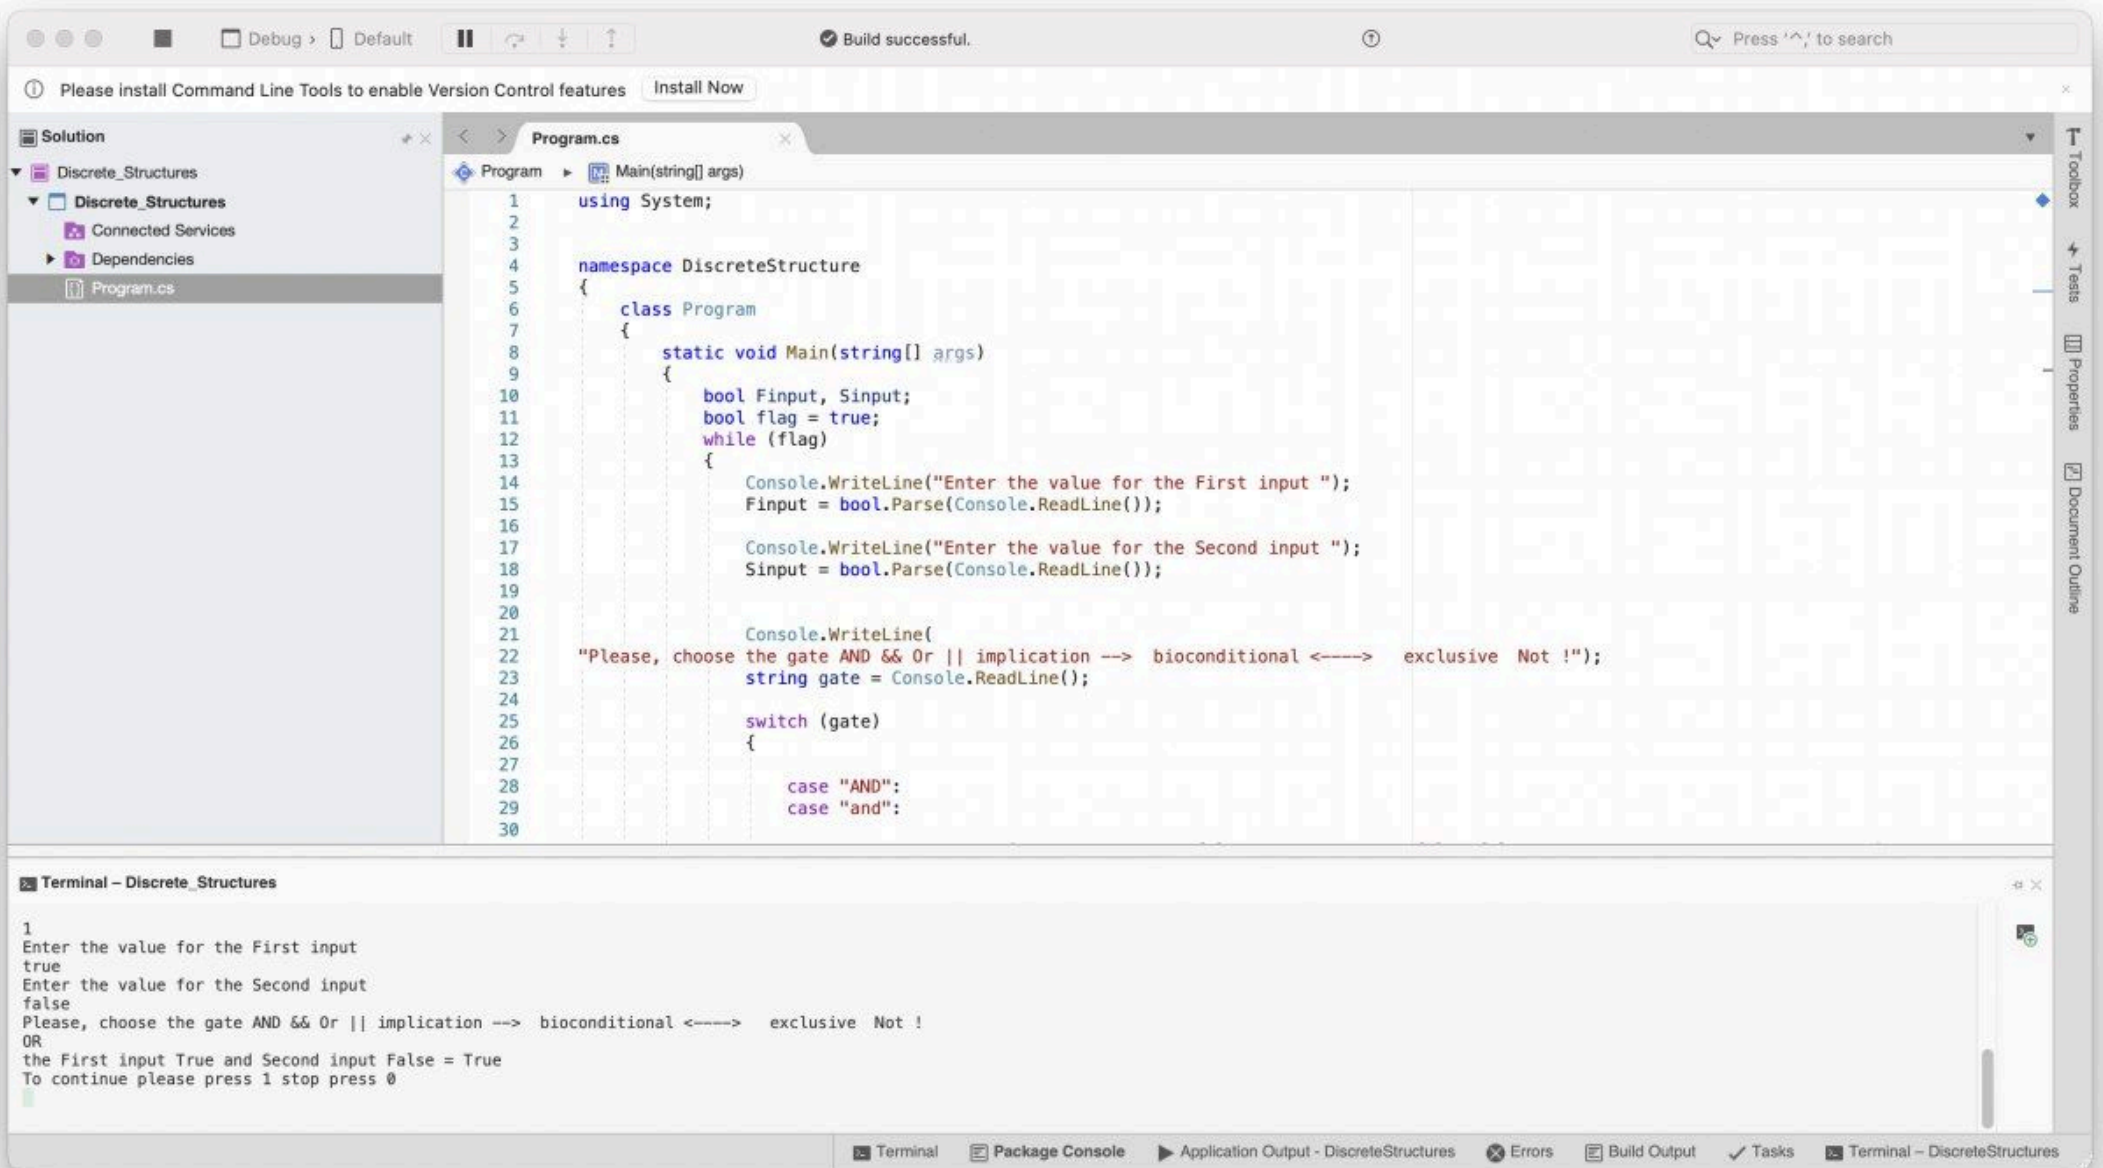 Debug › Default
Build successful.
Press '^,' to search
Please install Command Line Tools to enable Version Control features Install Now
Solution
Discrete_Structures
Discrete_Structures
Connected Services
Dependencies
Program.cs
Program.cs
Program ▸ Main(string[] args)
1 using System;
2
3
4 namespace DiscreteStructure
5 {
6 class Program
7 {
8 static void Main(string[] args)
9 {
10 bool Finput, Sinput;
11 bool flag = true;
12 while (flag)
13 {
14 Console.WriteLine("Enter the value for the First input ");
15 Finput = bool.Parse(Console.ReadLine());
16
17 Console.WriteLine("Enter the value for the Second input ");
18 Sinput = bool.Parse(Console.ReadLine());
19
20
21 Console.WriteLine(
22 "Please, choose the gate AND && Or || implication --> bioconditional <----> exclusive Not !");
23 string gate = Console.ReadLine();
24
25 switch (gate)
26 {
27
28 case "AND":
29 case "and":
30
Toolbox
Tests
Properties
Document Outline
Terminal – Discrete_Structures
1
Enter the value for the First input
true
Enter the value for the Second input
false
Please, choose the gate AND && Or || implication --> bioconditional <----> exclusive Not !
OR
the First input True and Second input False = True
To continue please press 1 stop press 0
Terminal Package Console Application Output - DiscreteStructures Errors Build Output Tasks Terminal – DiscreteStructures